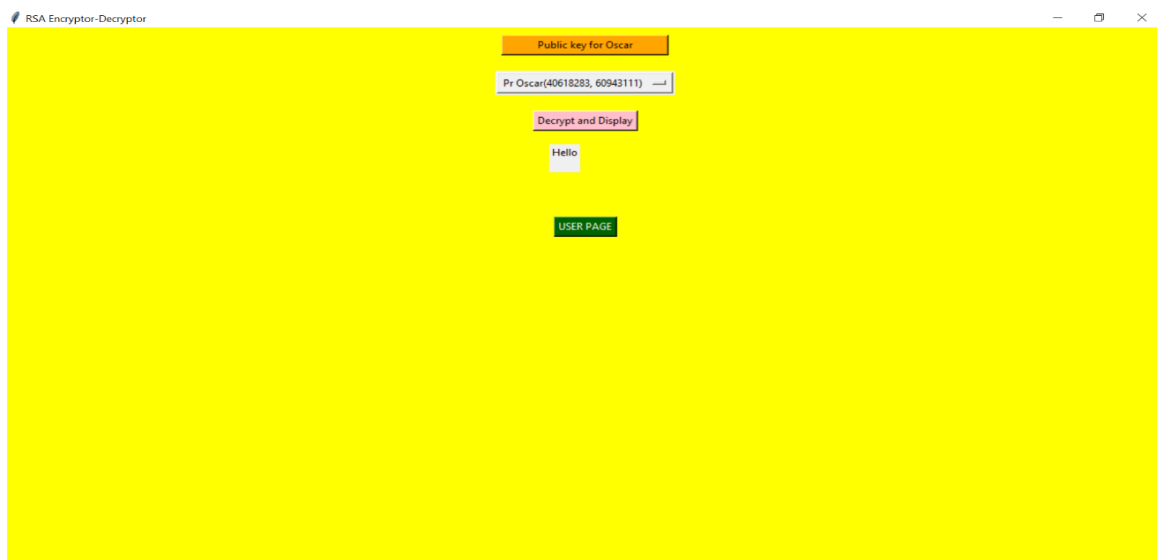 RSA Encryptor-Decryptor
Public key for Oscar
Pr Oscar(40618283, 60943111)
Decrypt and Display
Hello
USER PAGE